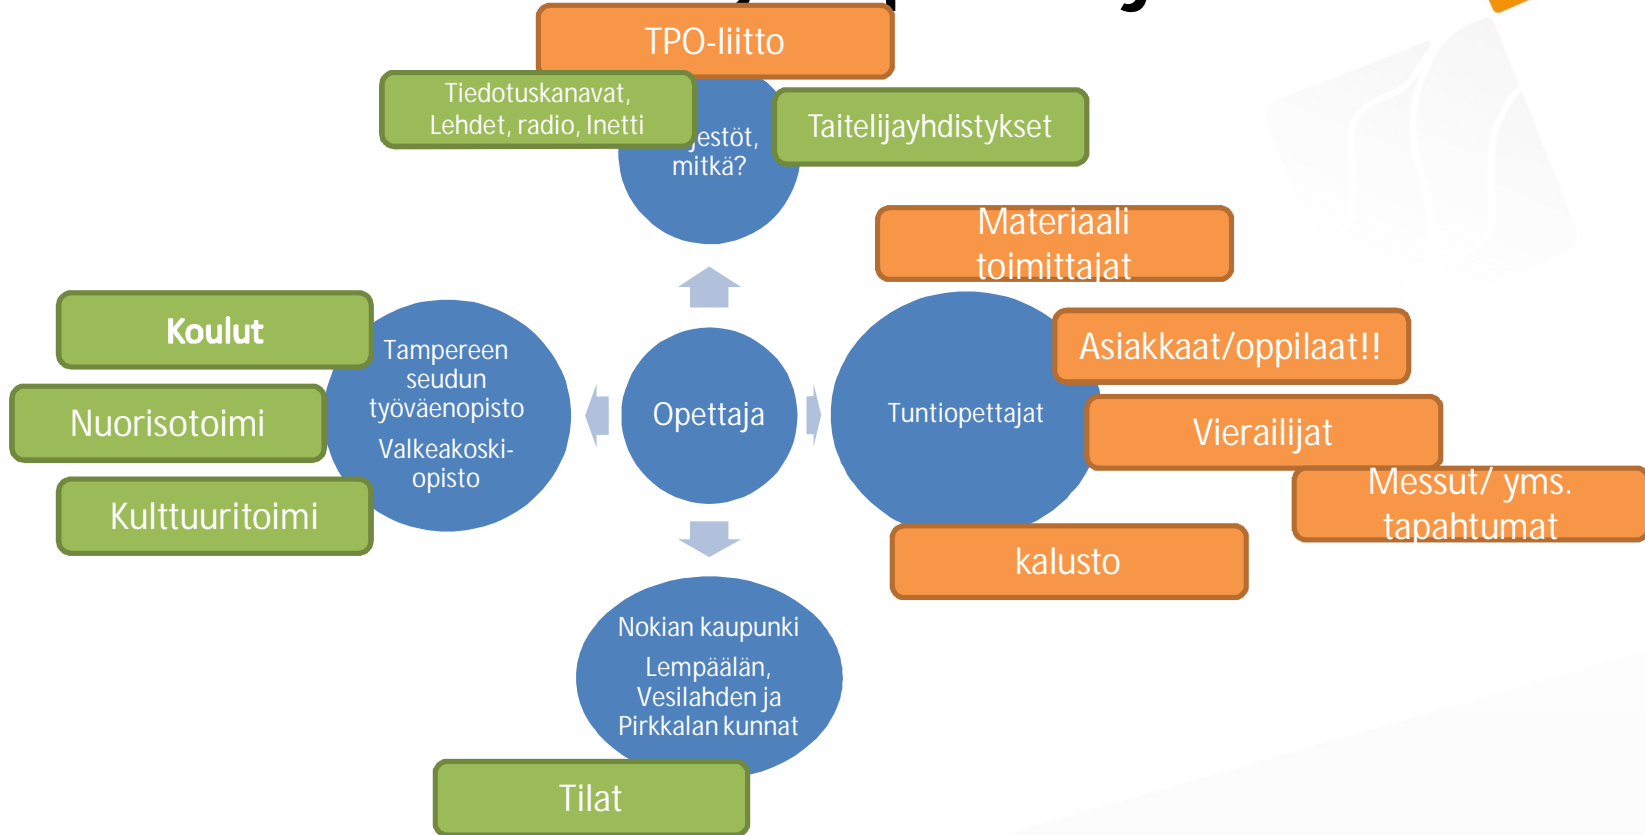 TPO-liitto
Tiedotuskanavat,
Lehdet, radio, Inetti
Taitelijayhdistykset
jestöt,
mitkä?
Materiaali
toimittajat
Koulut
Tampereen
seudun
työväenopisto
Valkeakoski-
opisto
Nuorisotoimi
Kulttuuritoimi
Opettaja
Tuntiopettajat
Asiakkaat/oppilaat!!
Vierailijat
Messut/ yms.
tapahtumat
kalusto
Nokian kaupunki
Lempäälän,
Vesilahden ja
Pirkkalan kunnat
Tilat